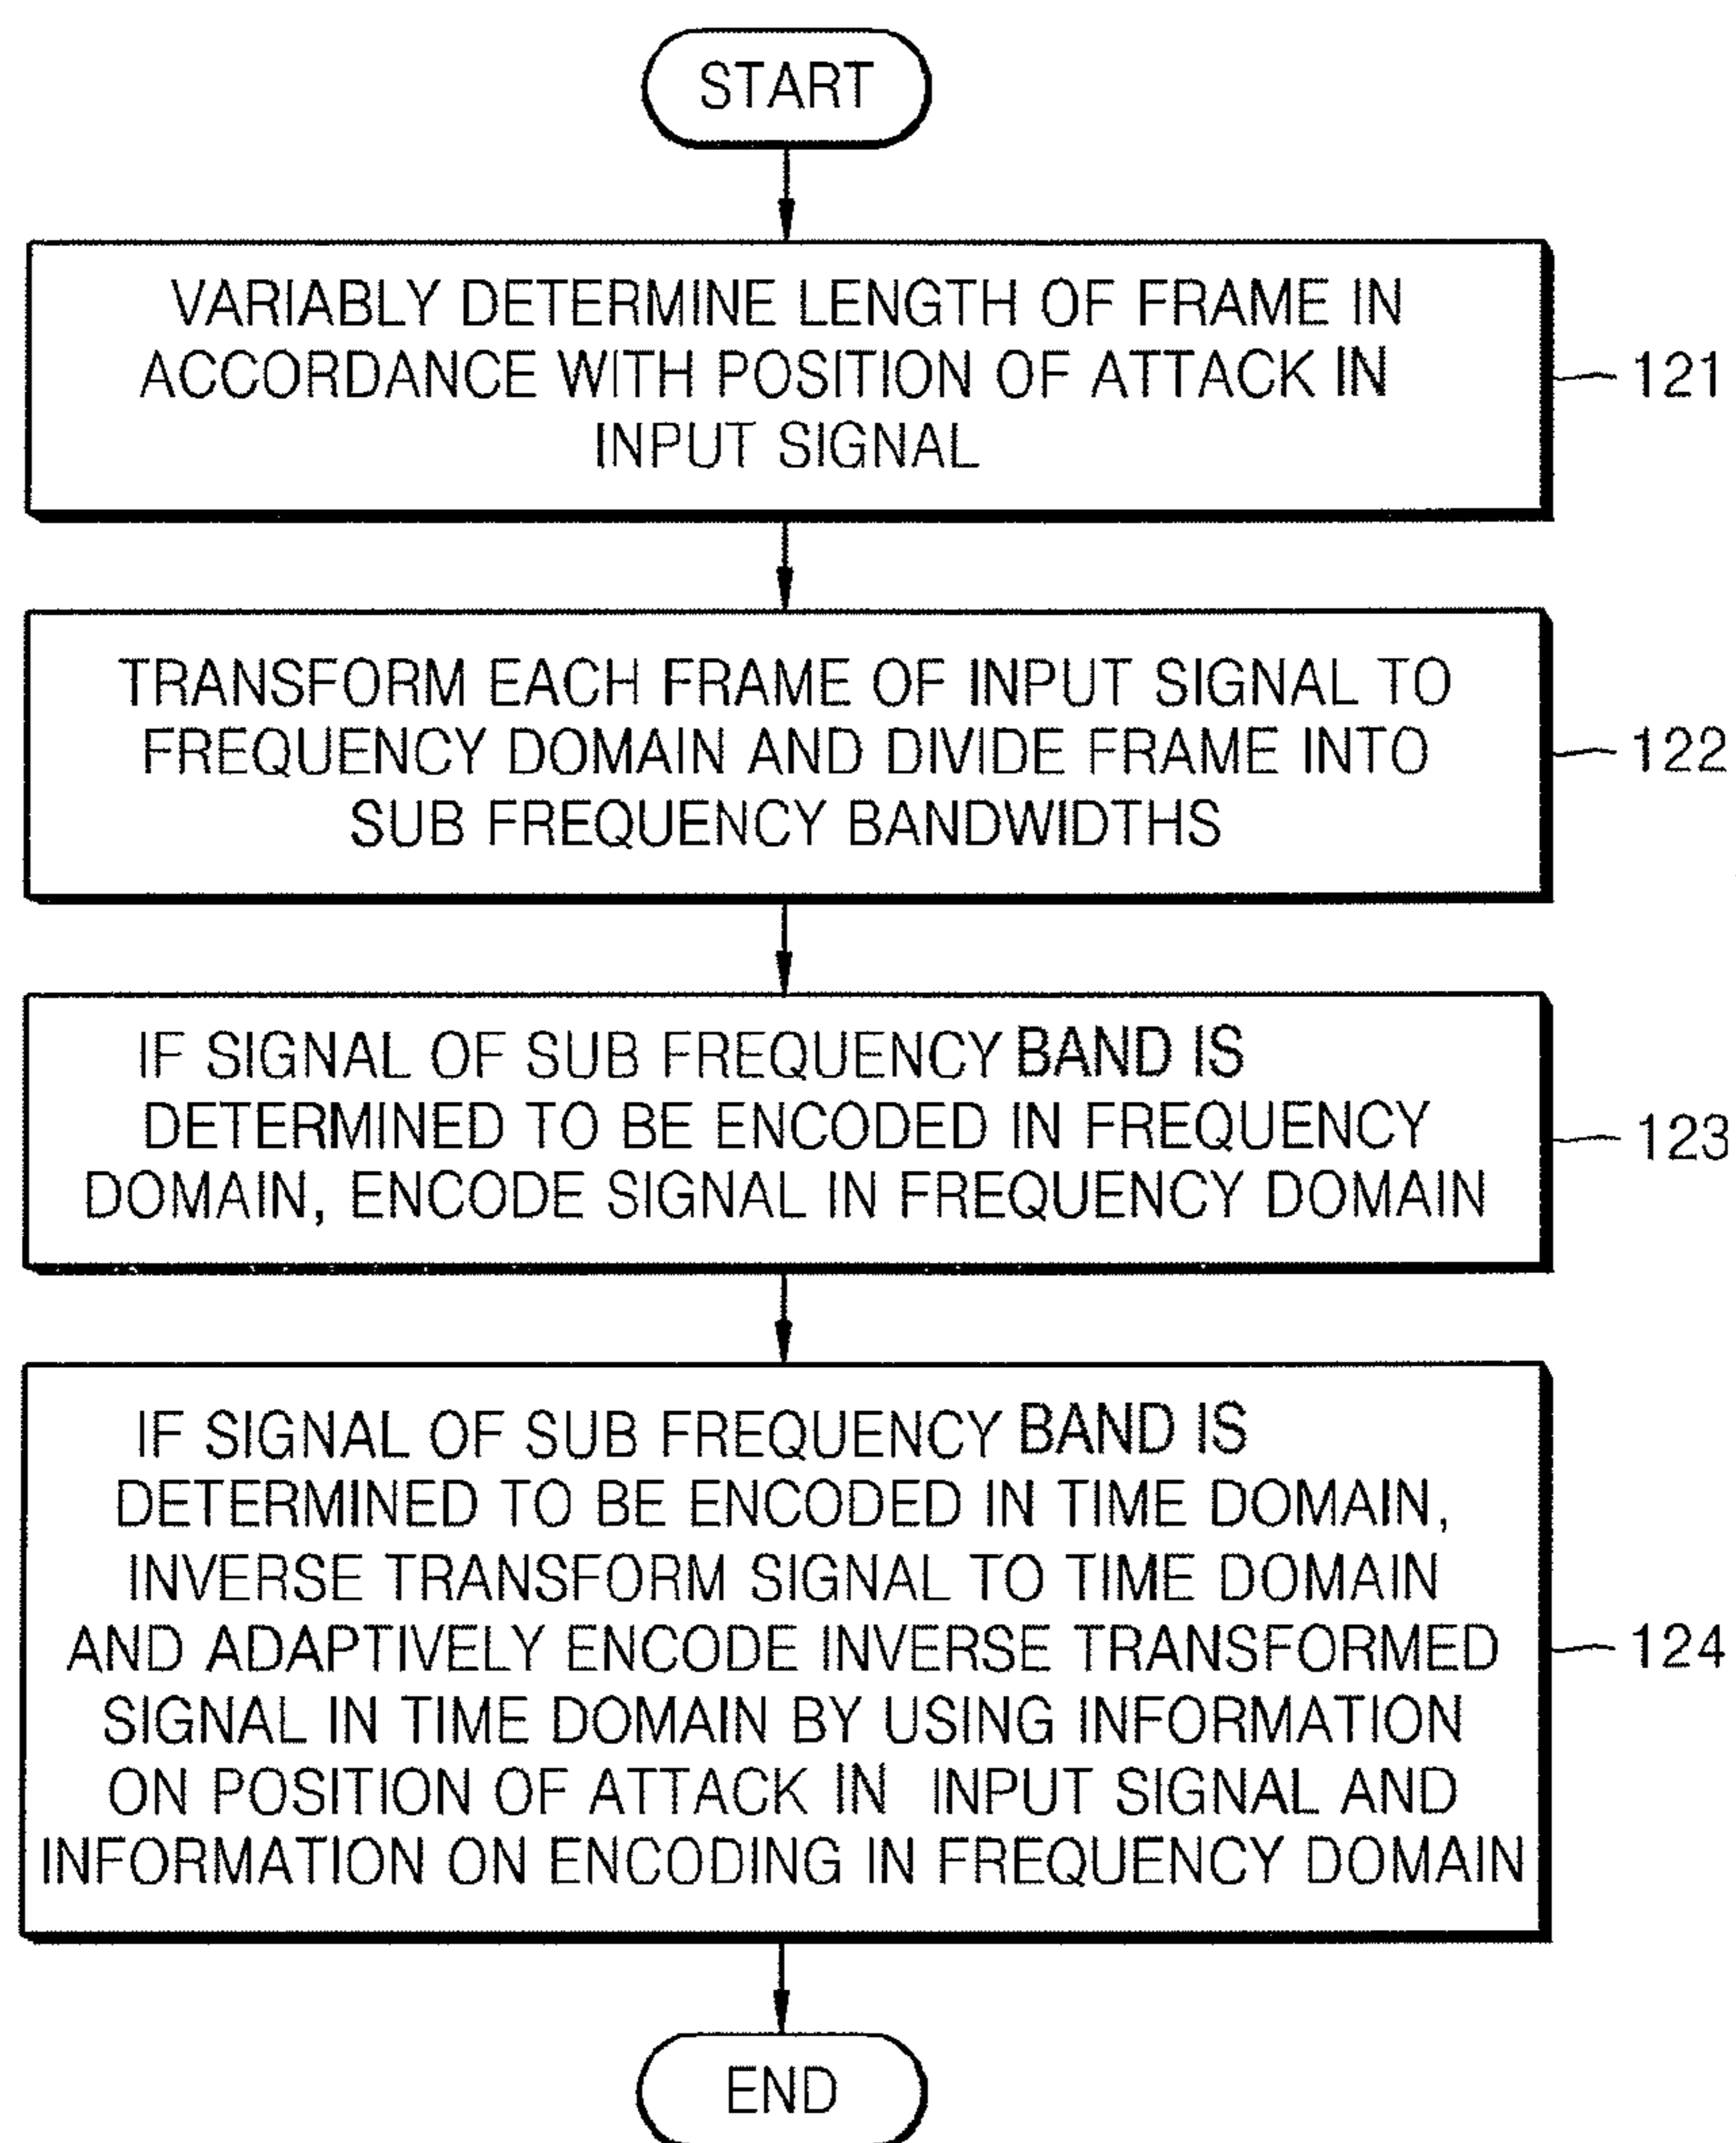 START
VARIABLY DETERMINE LENGTH OF FRAME IN
ACCORDANCE WITH POSITION OF ATTACK IN
INPUT SIGNAL
121
TRANSFORM EACH FRAME OF INPUT SIGNAL TO
FREQUENCY DOMAIN AND DIVIDE FRAME INTO
SUB FREQUENCY BANDWIDTHS
122
IF SIGNAL OF SUB FREQUENCY BAND IS
DETERMINED TO BE ENCODED IN FREQUENCY
DOMAIN, ENCODE SIGNAL IN FREQUENCY DOMAIN
123
IF SIGNAL OF SUB FREQUENCY BAND IS
DETERMINED TO BE ENCODED IN TIME DOMAIN,
INVERSE TRANSFORM SIGNAL TO TIME DOMAIN
AND ADAPTIVELY ENCODE INVERSE TRANSFORMED
SIGNAL IN TIME DOMAIN BY USING INFORMATION
ON POSITION OF ATTACK IN INPUT SIGNAL AND
INFORMATION ON ENCODING IN FREQUENCY DOMAIN
124
END